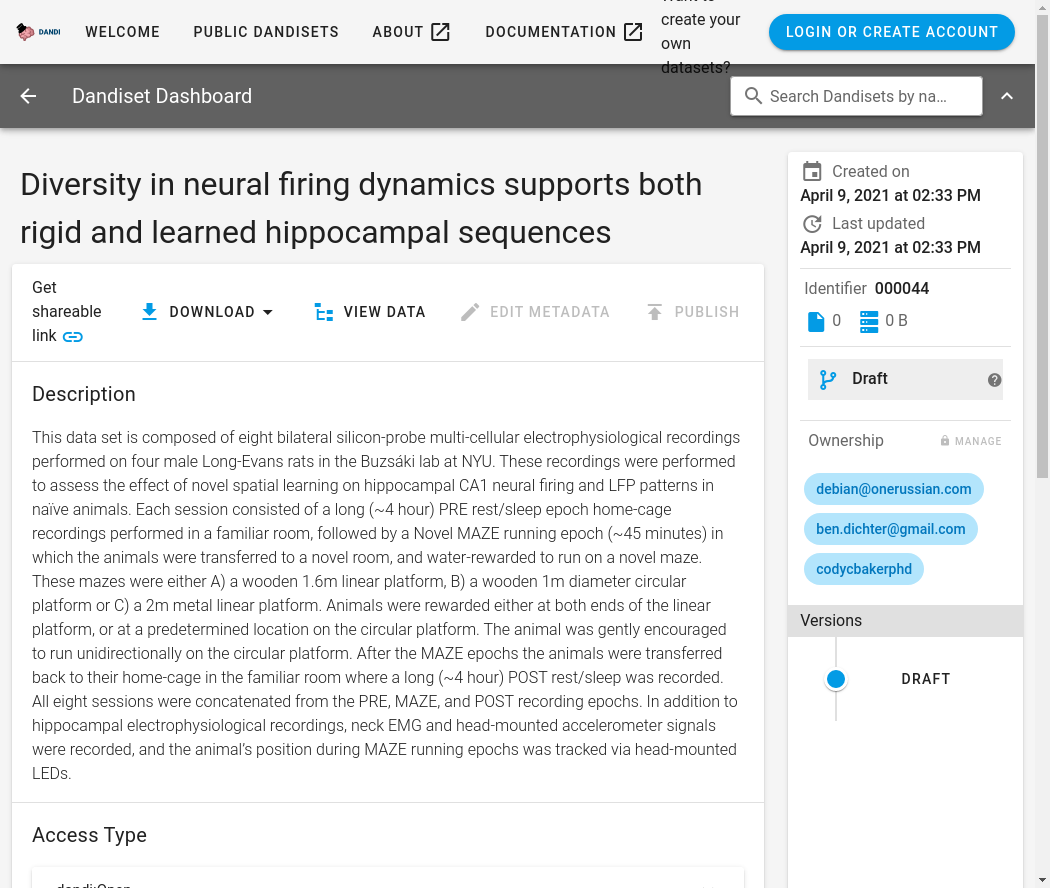 DANDI
WELCOME
PUBLIC DANDISETS
ABOUT
DOCUMENTATION
create your
own
datasets?
LOGIN OR CREATE ACCOUNT
Dandiset Dashboard
Search Dandisets by na…
Diversity in neural firing dynamics supports both
rigid and learned hippocampal sequences
Get
shareable
link
DOWNLOAD
VIEW DATA
EDIT METADATA
PUBLISH
Description
This data set is composed of eight bilateral silicon-probe multi-cellular electrophysiological recordings
performed on four male Long-Evans rats in the Buzsáki lab at NYU. These recordings were performed
to assess the effect of novel spatial learning on hippocampal CA1 neural firing and LFP patterns in
naïve animals. Each session consisted of a long (~4 hour) PRE rest/sleep epoch home-cage
recordings performed in a familiar room, followed by a Novel MAZE running epoch (~45 minutes) in
which the animals were transferred to a novel room, and water-rewarded to run on a novel maze.
These mazes were either A) a wooden 1.6m linear platform, B) a wooden 1m diameter circular
platform or C) a 2m metal linear platform. Animals were rewarded either at both ends of the linear
platform, or at a predetermined location on the circular platform. The animal was gently encouraged
to run unidirectionally on the circular platform. After the MAZE epochs the animals were transferred
back to their home-cage in the familiar room where a long (~4 hour) POST rest/sleep was recorded.
All eight sessions were concatenated from the PRE, MAZE, and POST recording epochs. In addition to
hippocampal electrophysiological recordings, neck EMG and head-mounted accelerometer signals
were recorded, and the animal's position during MAZE running epochs was tracked via head-mounted
LEDs.
Access Type
Created on
April 9, 2021 at 02:33 PM
Last updated
April 9, 2021 at 02:33 PM
Identifier 000044
0
0 B
Draft
Ownership
MANAGE
debian@onerussian.com
ben.dichter@gmail.com
codycbakerphd
Versions
DRAFT